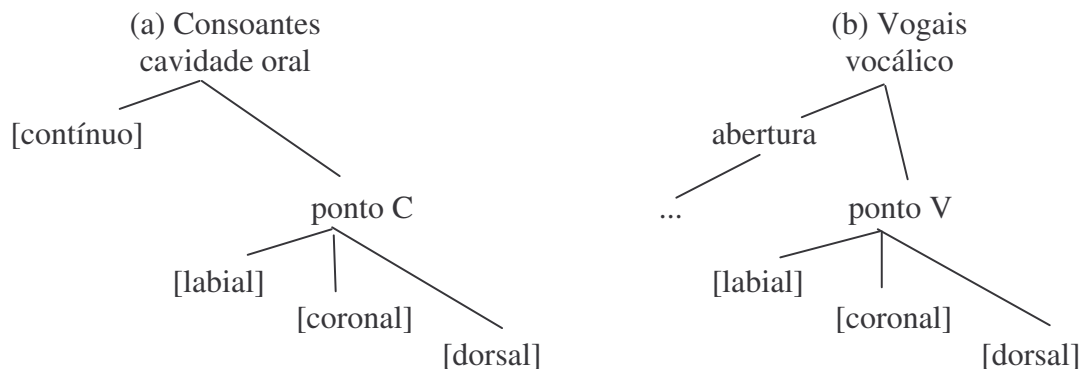 (a) Consoantes
cavidade oral
[contínuo]
ponto C
[labial]
[coronal]
[dorsal]
(b) Vogais
vocálico
abertura
...
ponto V
[labial]
[coronal]
[dorsal]